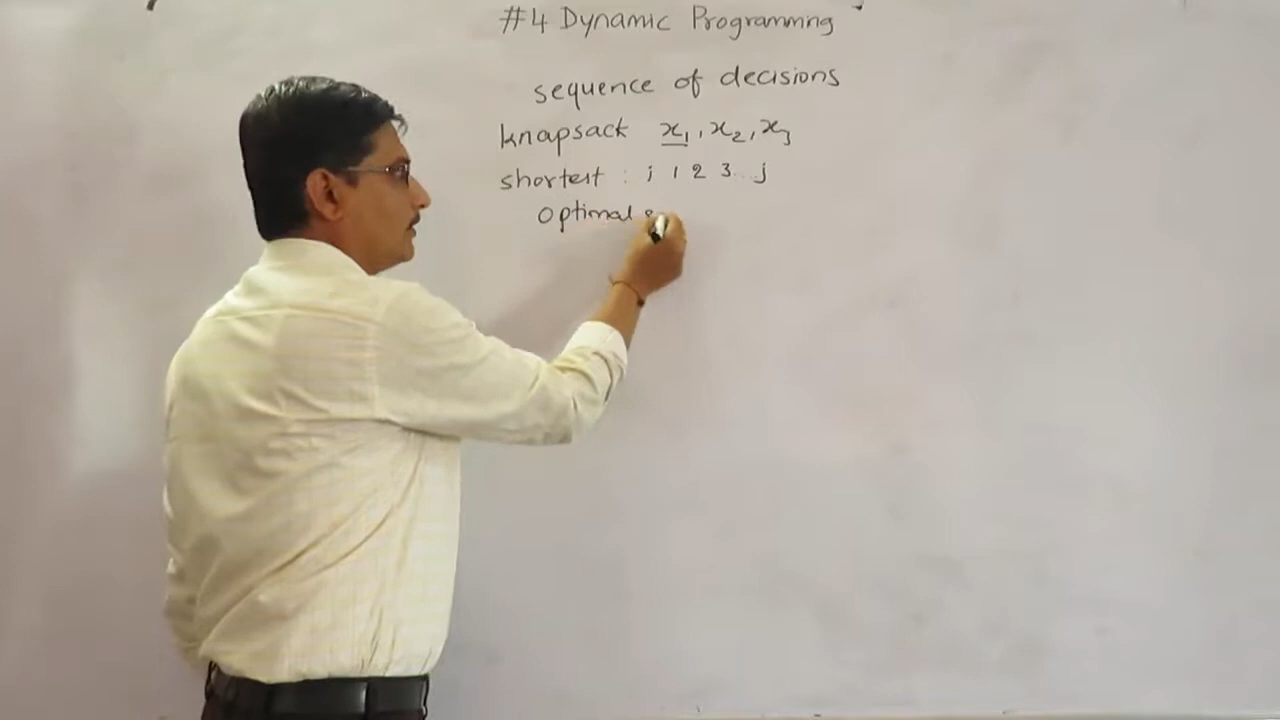 #4 Dynamic Programming
sequence of decisions
knapsack x1, x2, x3
shortest : i 1 2 3 .. j
Optimal